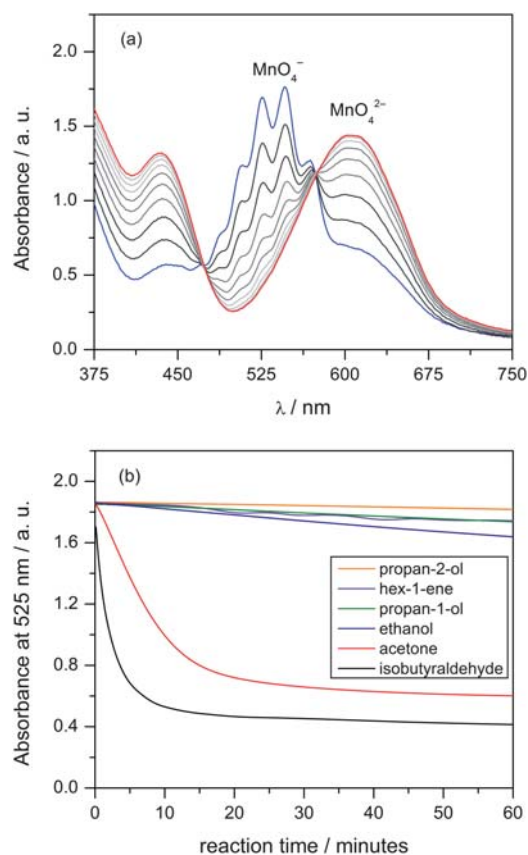 (a)
MnO₄⁻
MnO₄²⁻
Absorbance / a. u.
2.0
1.5
1.0
0.5
0.0
375 450 525 600 675 750
λ / nm
(b)
Absorbance at 525 nm / a. u.
2.0
1.6
1.2
0.8
0.4
0.0
propan-2-ol
hex-1-ene
propan-1-ol
ethanol
acetone
isobutyraldehyde
0 10 20 30 40 50 60
reaction time / minutes